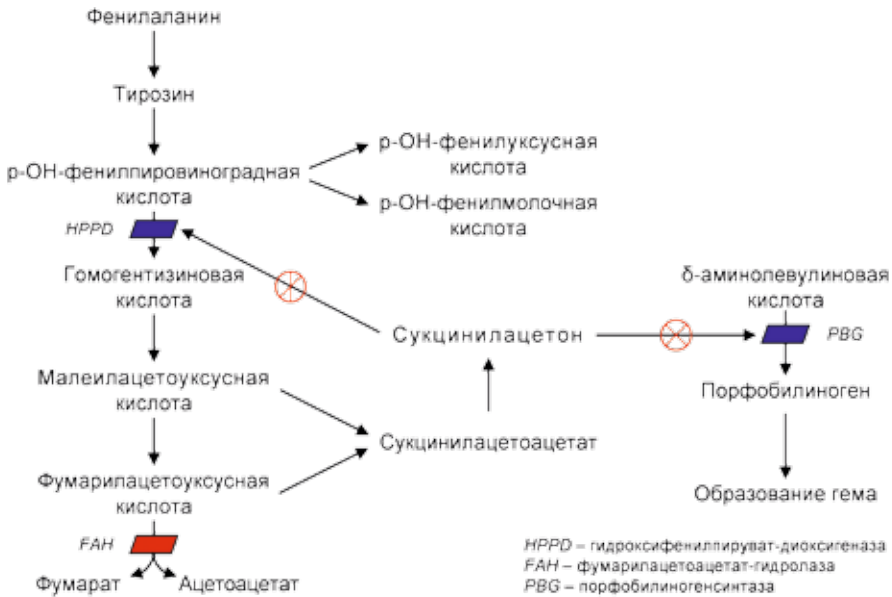 Фенилаланин
Тирозин
р-ОН-фенилпировиноградная
кислота
р-ОН-фенилуксусная
кислота
р-ОН-фенилмолочная
кислота
HPPD
Гомогентизиновая
кислота
Сукцинилацетон
δ-аминолевулиновая
кислота
PBG
Малеилацетоуксусная
кислота
Порфобилиноген
Сукцинилацетоацетат
Фумарилацетоуксусная
кислота
Образование гема
FAH
Фумарат
Ацетоацетат
HPPD – гидроксифенилпируват-диоксигеназа
FAH – фумарилацетоацетат-гидролаза
PBG – порфобилиногенсинтаза